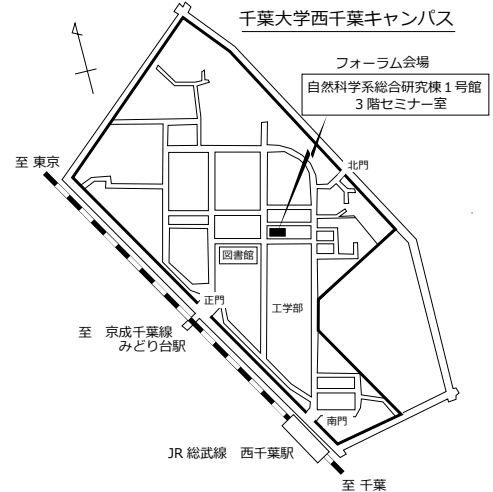 千葉大学西千葉キャンパス
フォーラム会場
自然科学系総合研究棟1号館
3階セミナー室
至 東京
北門
図書館
正門
工学部
至 京成千葉線
みどり台駅
南門
JR 総武線 西千葉駅
至 千葉